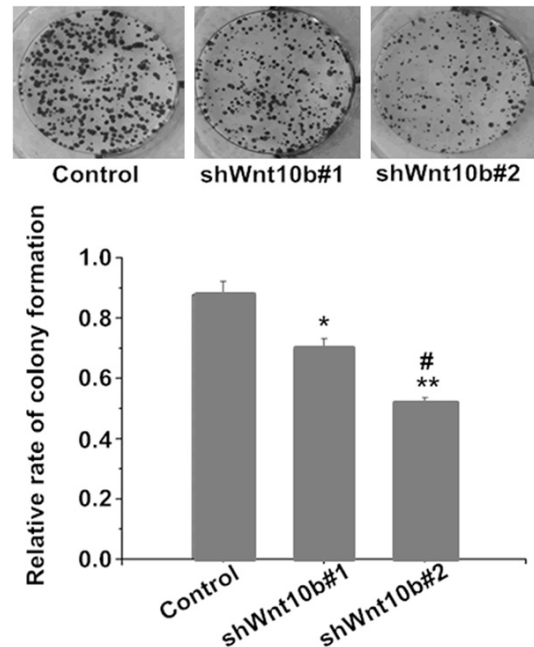 Control
shWnt10b#1
shWnt10b#2
Relative rate of colony formation
1.0
0.8
0.6
0.4
0.2
0.0
*
#
**
Control
shWnt10b#1
shWnt10b#2